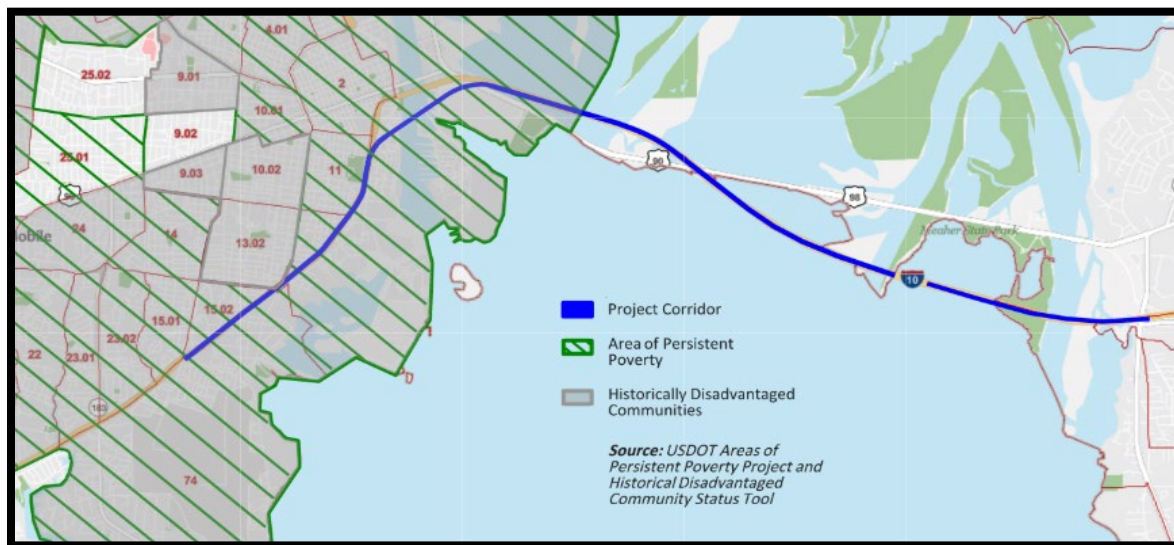 4.01
25.02
9.01
2
10.01
9.02
25.01
90
9.03
10.02
11
90
98
24
14
13.02
Mobile
Meaher State Park
10
Project Corridor
15.02
15.01
1
Area of Persistent
Poverty
23.02
22
23.01
Historically Disadvantaged
Communities
163
Source: USDOT Areas of
Persistent Poverty Project and
Historical Disadvantaged
Community Status Tool
74